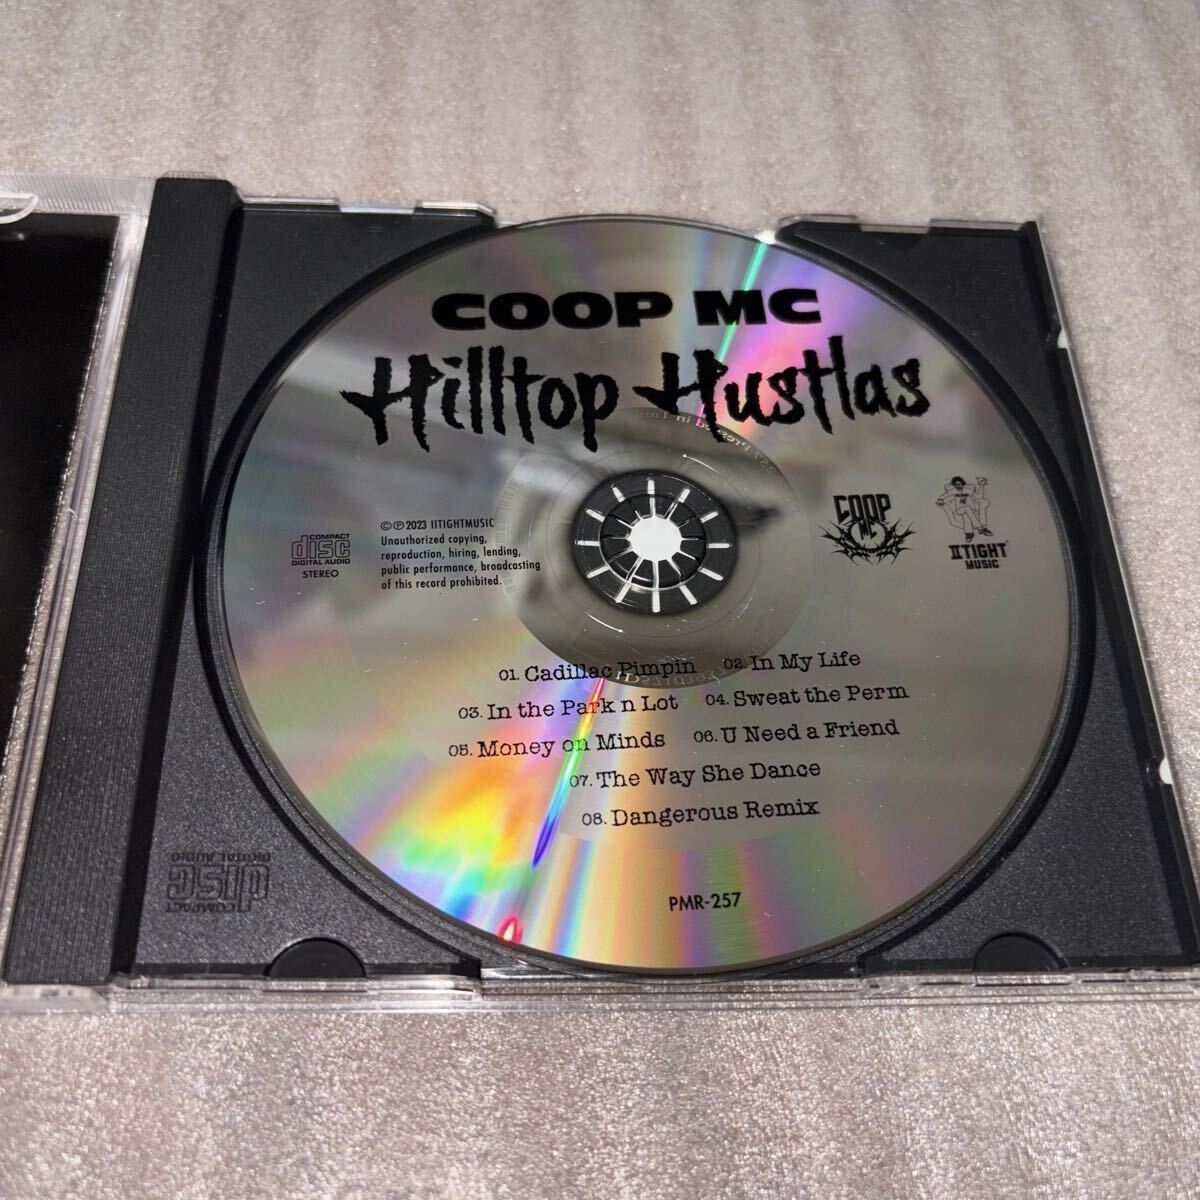 COOP MC
Hilltop Hustlas
COMPACT
disc
DIGITAL AUDIO
STEREO
©℗ 2023 IITIGHTMUSIC
Unauthorized copying,
reproduction, hiring, lending,
public performance, broadcasting
of this record prohibited.
COOP
MC
IITIGHT
MUSIC
01. Cadillac Pimpin 02. In My Life
03. In the Park n Lot 04. Sweat the Perm
05. Money on Minds 06. U Need a Friend
07. The Way She Dance
08. Dangerous Remix
PMR-257
COMPACT
disc
DIGITAL AUDIO